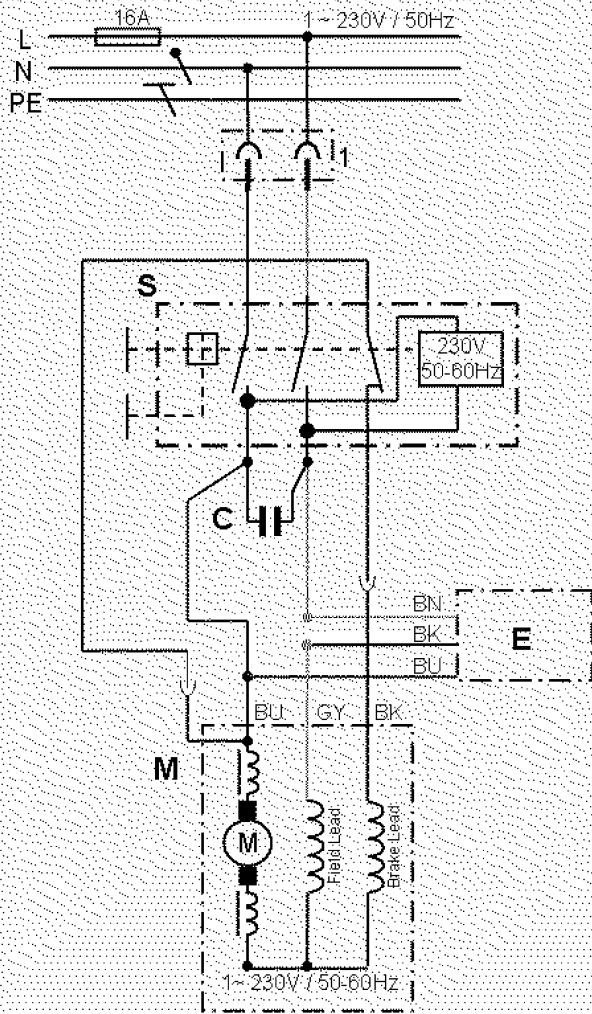 16A
1~ 230V / 50Hz
L
N
PE
1
S
230V
50-60Hz
C
BN
BK
E
BU
BU GY BK
M
M
Field Lead
Brake Lead
1~ 230V / 50-60Hz